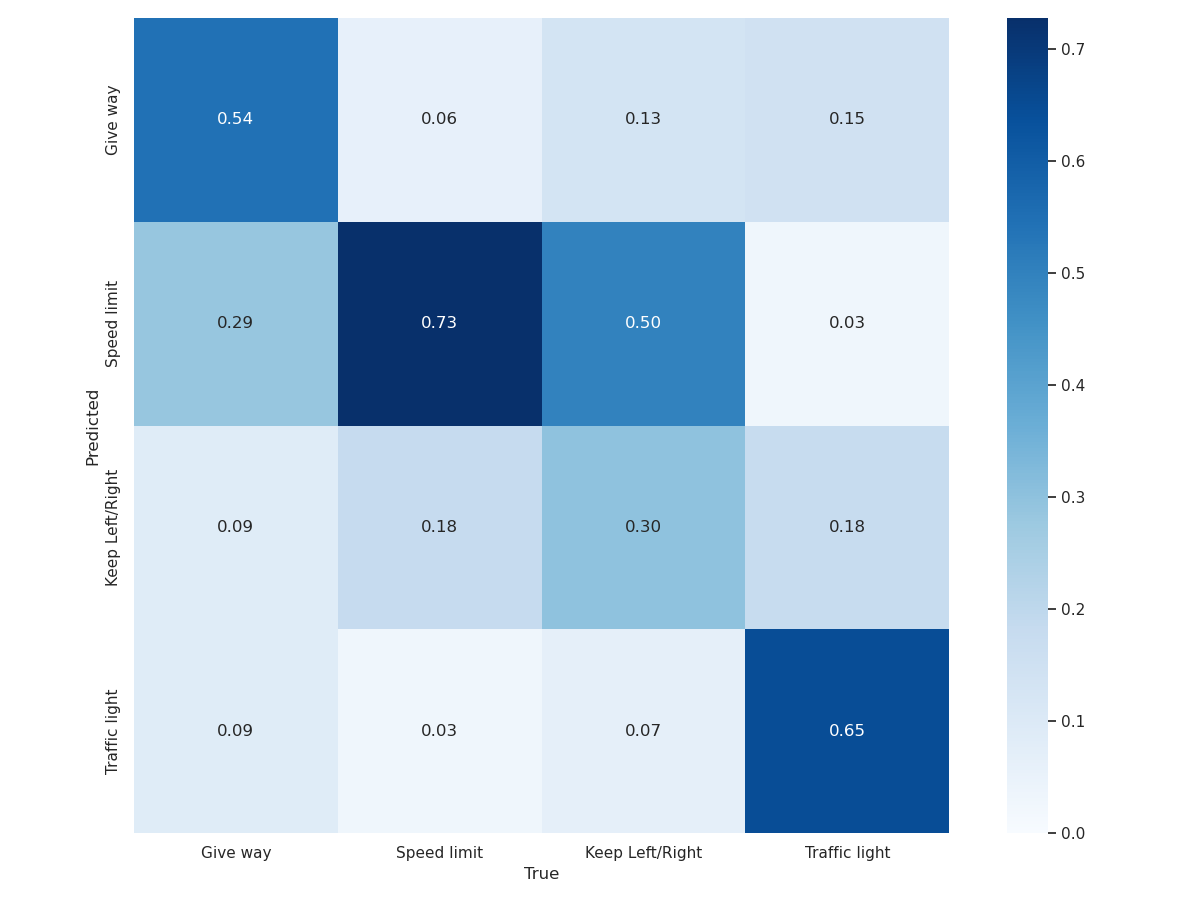 Give way 0.54 0.06 0.13 0.15
Speed limit 0.29 0.73 0.50 0.03
Keep Left/Right 0.09 0.18 0.30 0.18
Traffic light 0.09 0.03 0.07 0.65
Predicted
Give way Speed limit Keep Left/Right Traffic light
True
0.7
0.6
0.5
0.4
0.3
0.2
0.1
0.0